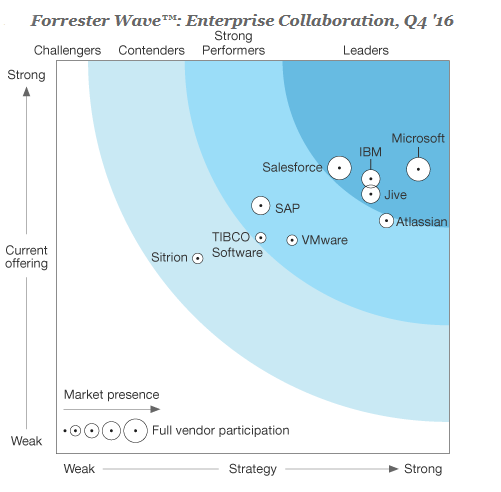 Forrester Wave™: Enterprise Collaboration, Q4 '16
Challengers Contenders Strong Performers Leaders
Strong
Microsoft
IBM
Salesforce
Jive
SAP
Atlassian
TIBCO
Software
VMware
Sitrion
Current
offering
Market presence
Full vendor participation
Weak
Weak Strategy Strong